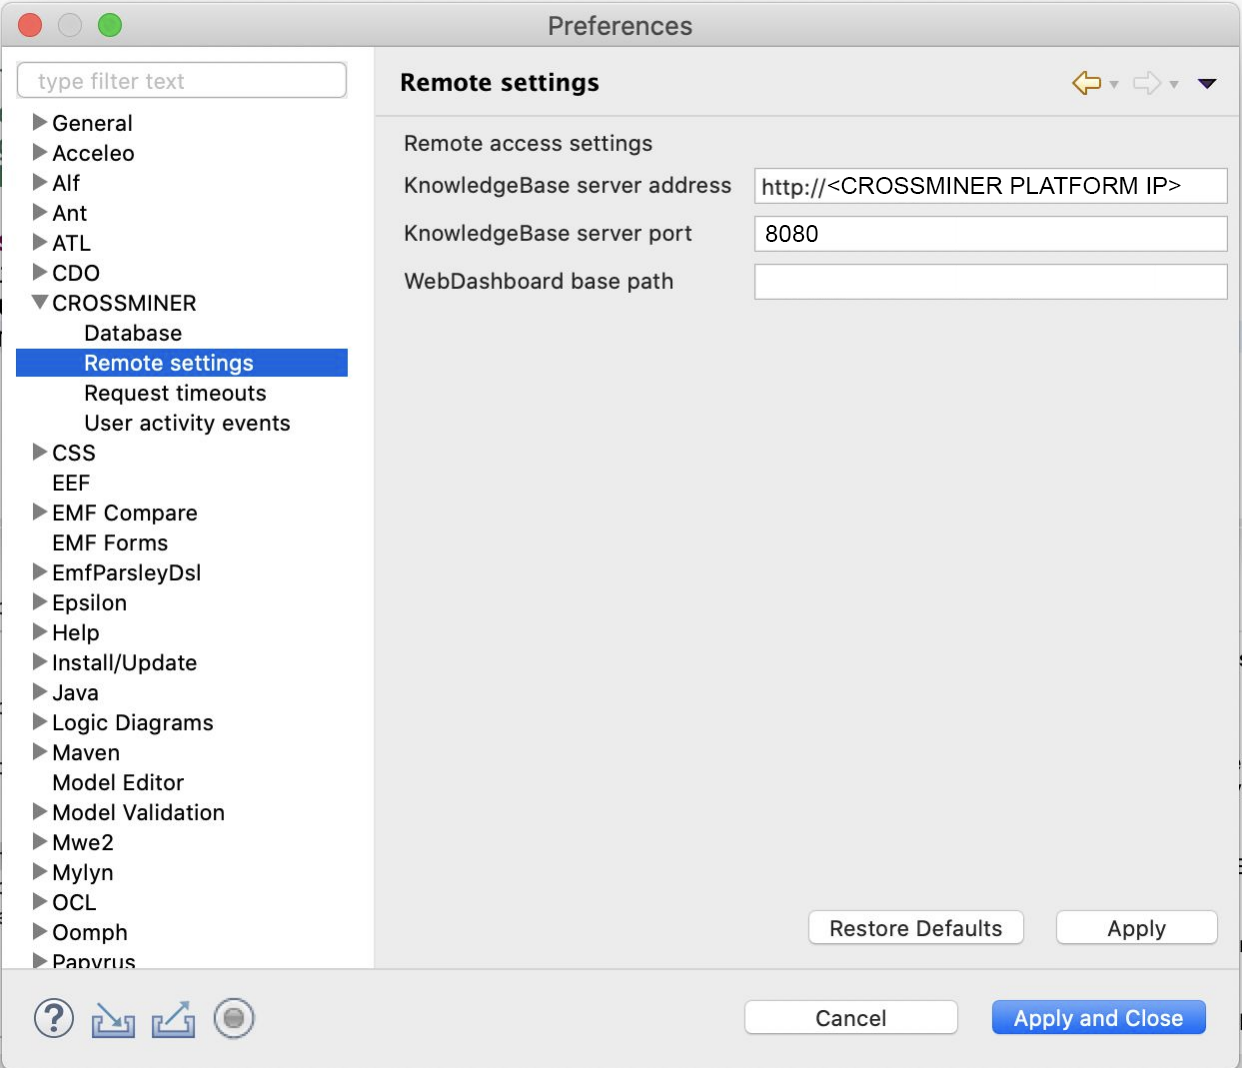 Preferences
type filter text
General
Acceleo
Alf
Ant
ATL
CDO
CROSSMINER
Database
Remote settings
Request timeouts
User activity events
CSS
EEF
EMF Compare
EMF Forms
EmfParsleyDsl
Epsilon
Help
Install/Update
Java
Logic Diagrams
Maven
Model Editor
Model Validation
Mwe2
Mylyn
OCL
Oomph
Papyrus
Remote settings
Remote access settings
KnowledgeBase server address http://<CROSSMINER PLATFORM IP>
KnowledgeBase server port 8080
WebDashboard base path
Restore Defaults Apply
? Cancel Apply and Close